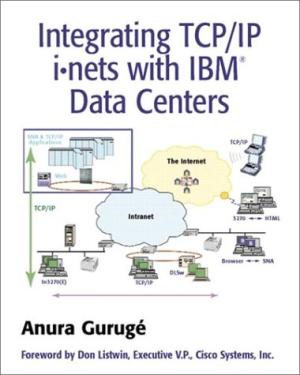 Integrating TCP/IP
i•nets with IBM®
Data Centers
SNA & TCP/IP
Applications
Web
TCP/IP
The Internet
TCP/IP
Intranet
3270 HTML
Browser SNA
tn3270(E)
TCP/IP
DLSw
Anura Gurugé
Foreword by Don Listwin, Executive V.P., Cisco Systems, Inc.